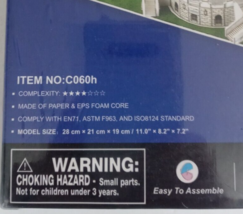 ITEM NO:C060h
• COMPLEXITY: ★★★★☆☆☆
• MADE OF PAPER & EPS FOAM CORE
• COMPLY WITH EN71, ASTM F963, AND ISO8124 STANDARD
• MODEL SIZE: 28 cm × 21 cm × 19 cm / 11.0" × 8.2" × 7.2"
WARNING:
CHOKING HAZARD • Small parts.
Not for children under 3 years.
Easy To Assemble